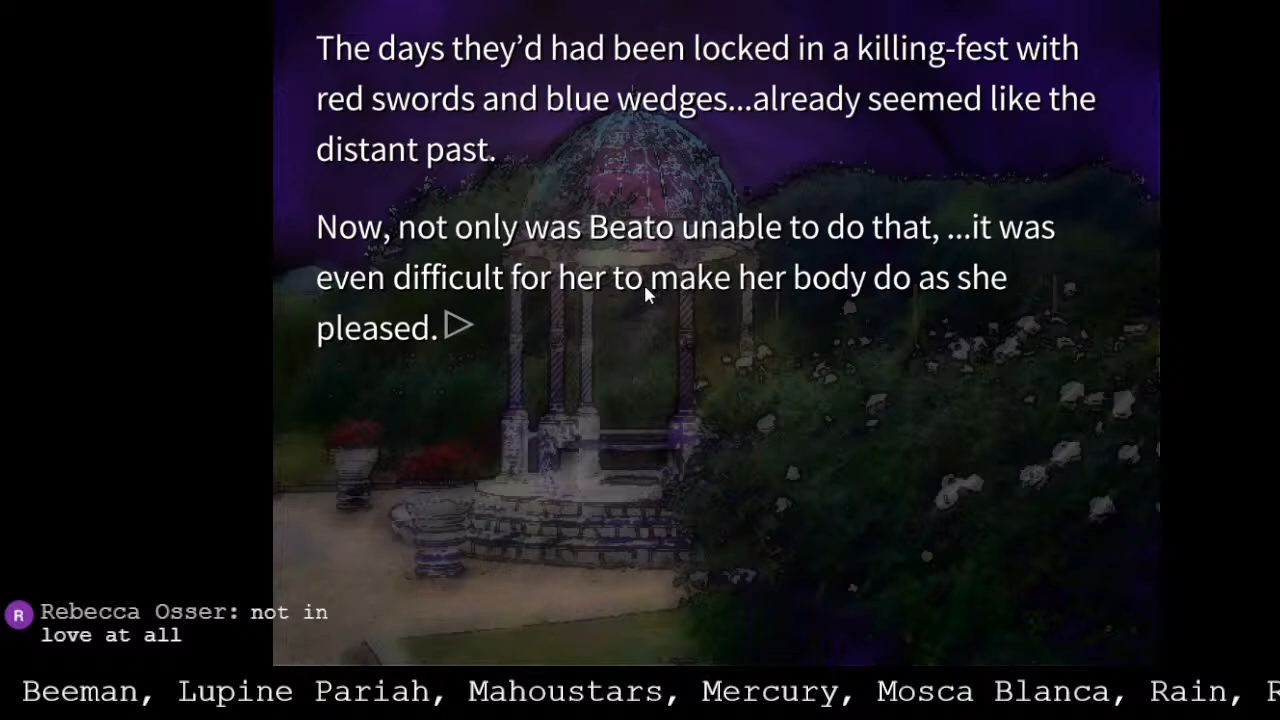 The days they’d had been locked in a killing-fest with
red swords and blue wedges...already seemed like the
distant past.
Now, not only was Beato unable to do that, ...it was
even difficult for her to make her body do as she
pleased.
R Rebecca Osser: not in
love at all
Beeman, Lupine Pariah, Mahoustars, Mercury, Mosca Blanca, Rain,